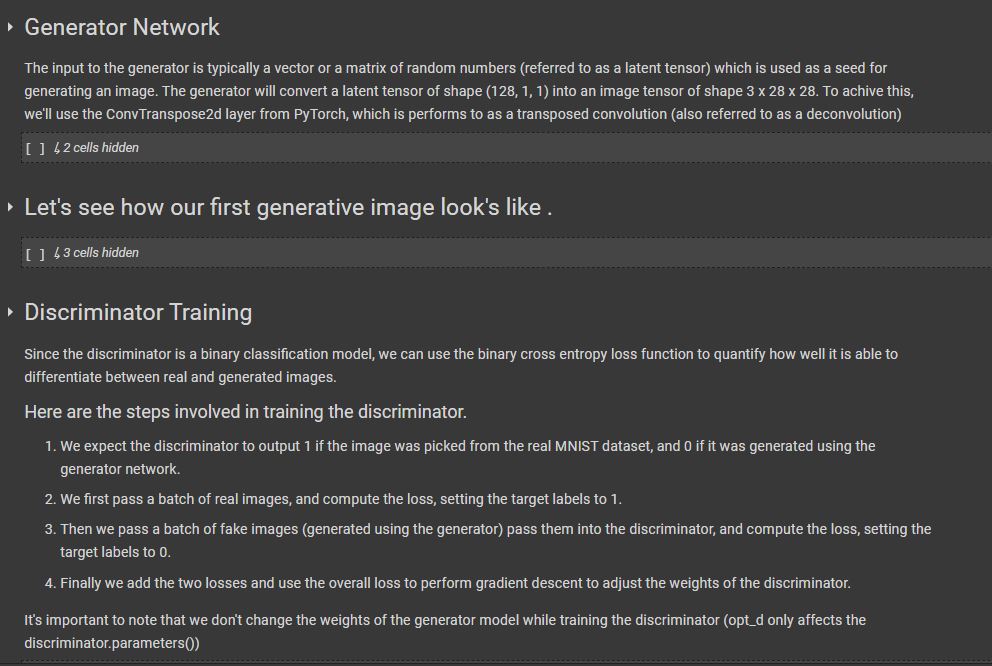 Generator Network
The input to the generator is typically a vector or a matrix of random numbers (referred to as a latent tensor) which is used as a seed for
generating an image. The generator will convert a latent tensor of shape (128, 1, 1) into an image tensor of shape 3 x 28 x 28. To achive this,
we'll use the ConvTranspose2d layer from PyTorch, which is performs to as a transposed convolution (also referred to as a deconvolution)
[ ] ↳ 2 cells hidden
Let's see how our first generative image look's like .
[ ] ↳ 3 cells hidden
Discriminator Training
Since the discriminator is a binary classification model, we can use the binary cross entropy loss function to quantify how well it is able to
differentiate between real and generated images.
Here are the steps involved in training the discriminator.
1. We expect the discriminator to output 1 if the image was picked from the real MNIST dataset, and 0 if it was generated using the
generator network.
2. We first pass a batch of real images, and compute the loss, setting the target labels to 1.
3. Then we pass a batch of fake images (generated using the generator) pass them into the discriminator, and compute the loss, setting the
target labels to 0.
4. Finally we add the two losses and use the overall loss to perform gradient descent to adjust the weights of the discriminator.
It's important to note that we don't change the weights of the generator model while training the discriminator (opt_d only affects the
discriminator.parameters())